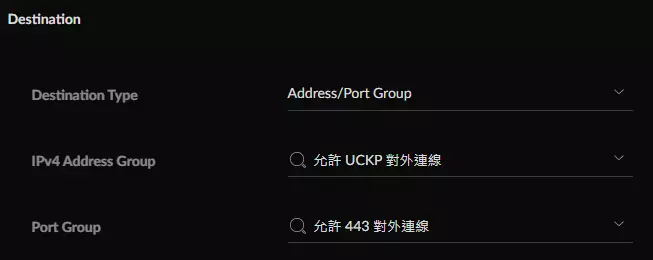 Destination
Destination Type
Address/Port Group
IPv4 Address Group
允許 UCKP 對外連線
Port Group
允許 443 對外連線